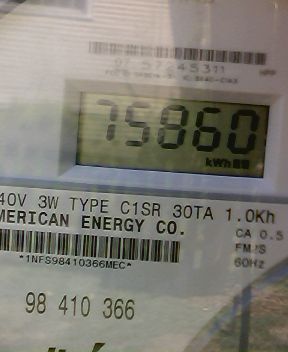 57245311
75860
kWh
40V 3W TYPE C1SR 30TA 1.0Kh
MERICAN ENERGY CO.
CA 0.5
*1NFS98410366MEC*
60Hz
98 410 366